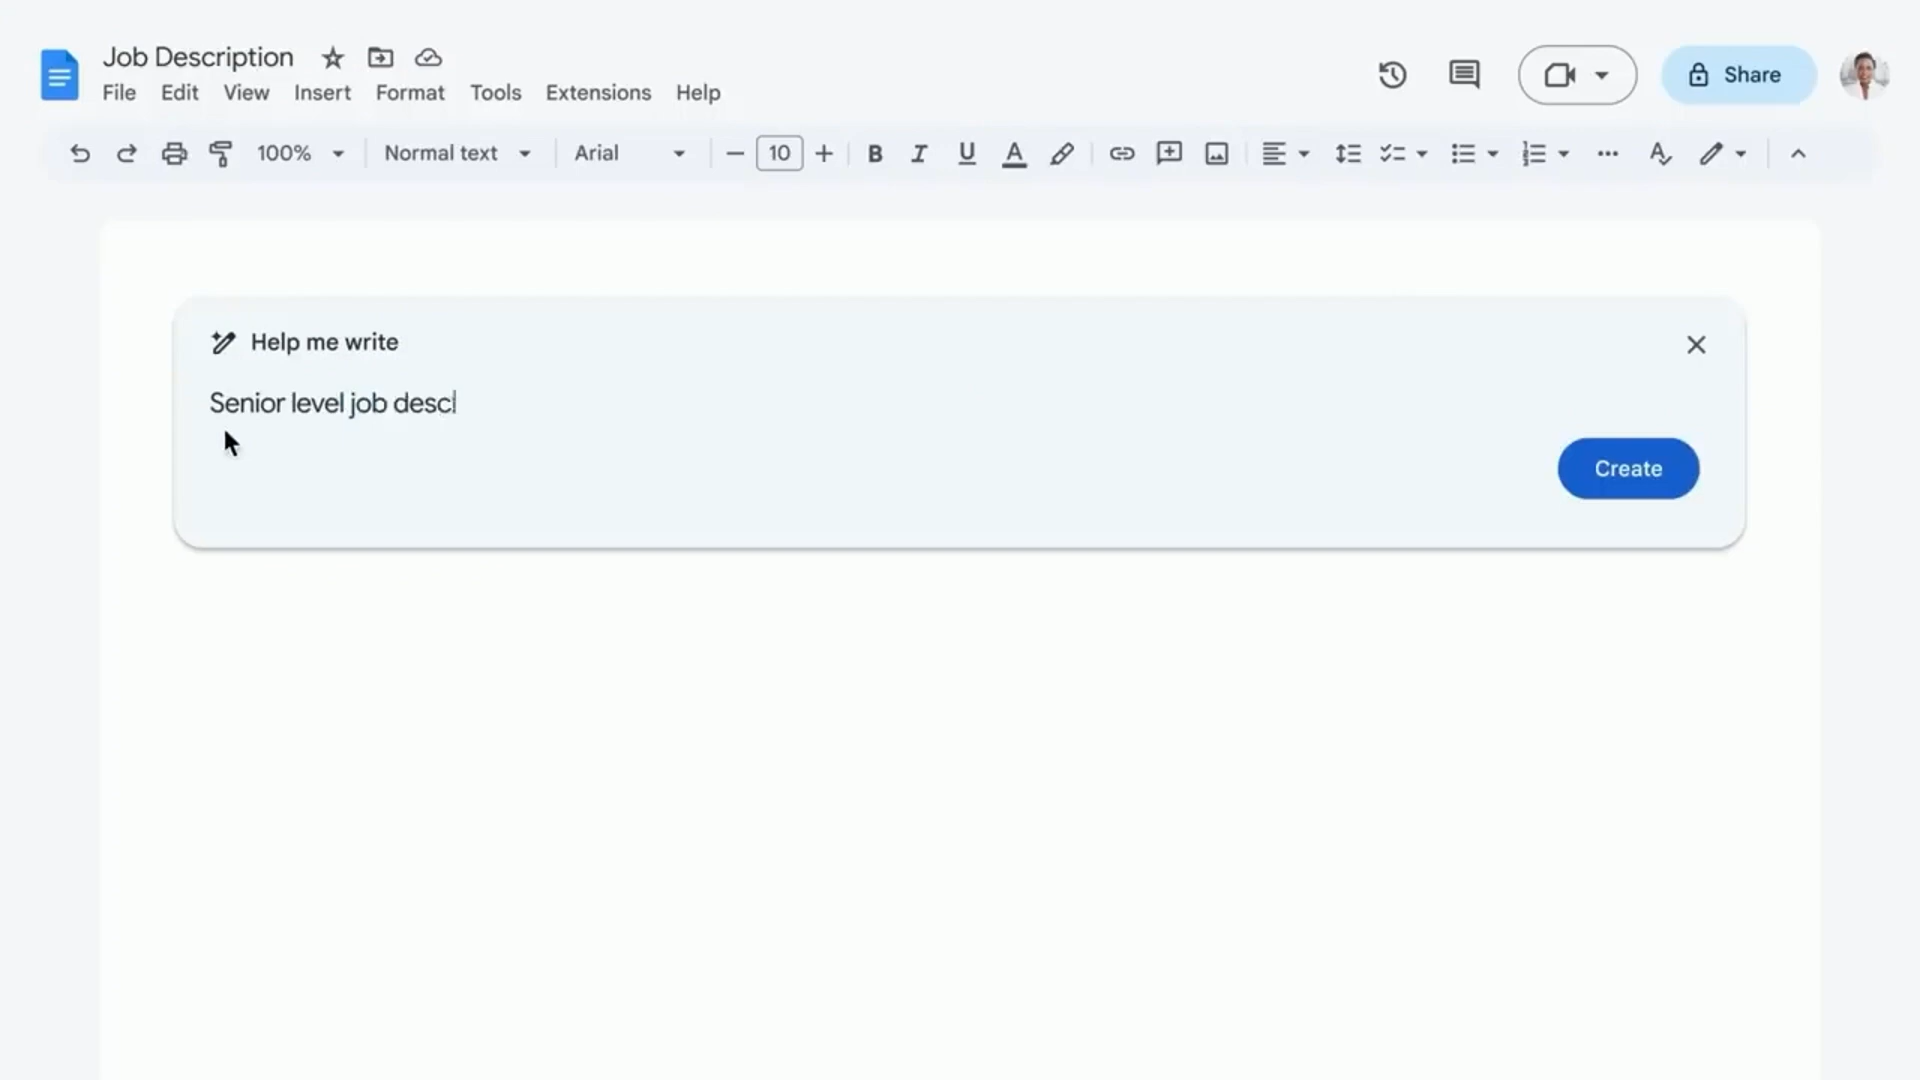 Job Description
File Edit View Insert Format Tools Extensions Help
Share
100% Normal text Arial 10 B I U A
Help me write
Senior level job desc
Create